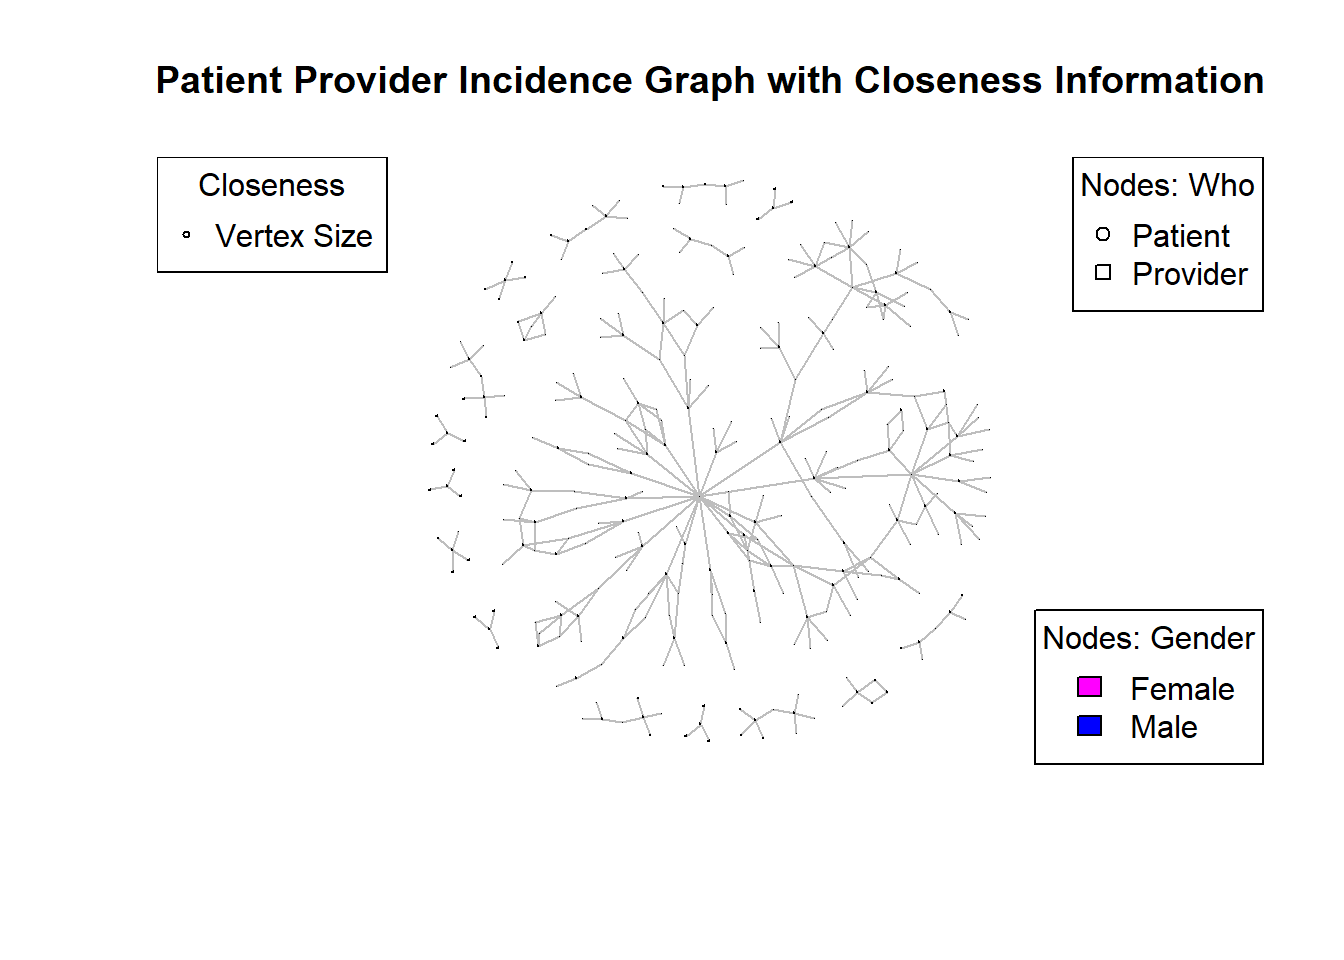 Patient Provider Incidence Graph with Closeness Information
Closeness
Vertex Size
Nodes: Who
Patient
Provider
Nodes: Gender
Female
Male